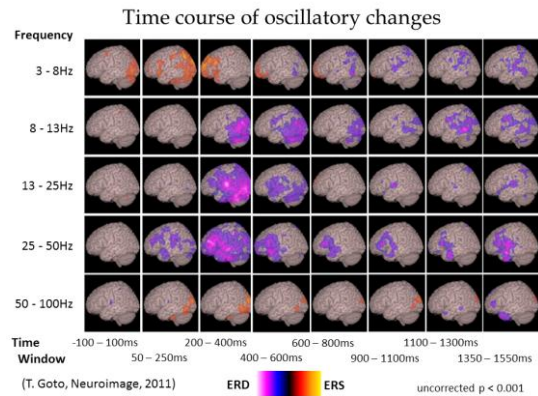 Time course of oscillatory changes
Frequency
3 - 8Hz
8 - 13Hz
13 - 25Hz
25 - 50Hz
50 - 100Hz
Time
Window
-100 – 100ms
50 – 250ms
200 – 400ms
400 – 600ms
600 – 800ms
900 – 1100ms
1100 – 1300ms
1350 – 1550ms
(T. Goto, Neuroimage, 2011)
ERD
ERS
uncorrected p < 0.001